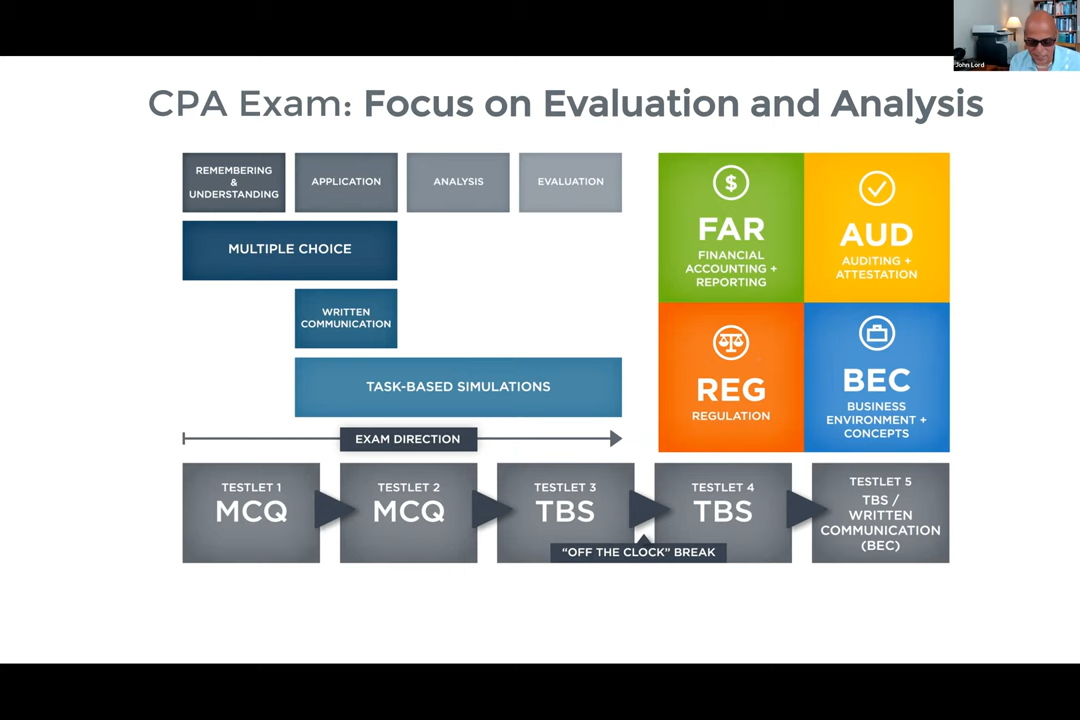 John Lord
CPA Exam: Focus on Evaluation and Analysis
REMEMBERING
&
UNDERSTANDING
APPLICATION
ANALYSIS
EVALUATION
MULTIPLE CHOICE
WRITTEN
COMMUNICATION
TASK-BASED SIMULATIONS
EXAM DIRECTION
$
FAR
FINANCIAL
ACCOUNTING +
REPORTING
AUD
AUDITING +
ATTESTATION
REG
REGULATION
BEC
BUSINESS
ENVIRONMENT +
CONCEPTS
TESTLET 1
MCQ
TESTLET 2
MCQ
TESTLET 3
TBS
TESTLET 4
TBS
"OFF THE CLOCK" BREAK
TESTLET 5
TBS /
WRITTEN
COMMUNICATION
(BEC)